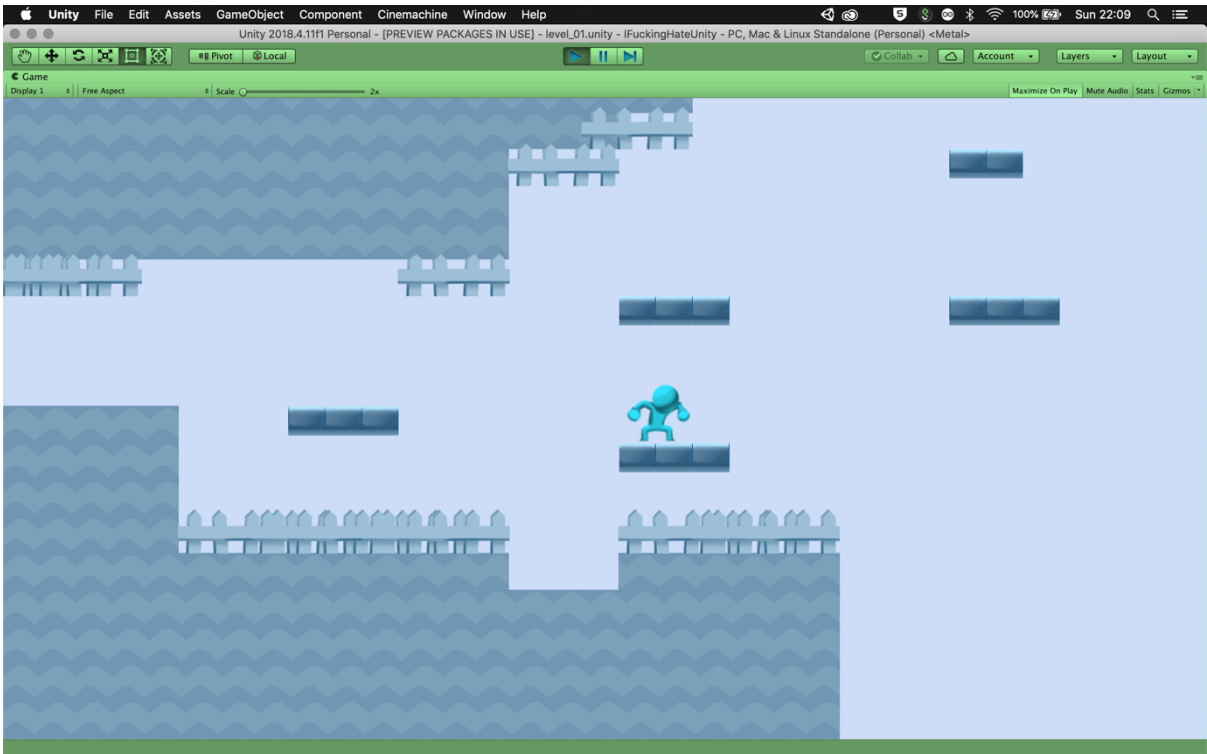 Unity File Edit Assets GameObject Component Cinemachine Window Help 100% Sun 22:09
Unity 2018.4.11f1 Personal - [PREVIEW PACKAGES IN USE] - level_01.unity - IFuckingHateUnity - PC, Mac & Linux Standalone (Personal) <Metal>
Pivot Local Collab Account Layers Layout
Game
Display 1 Free Aspect Scale 2x Maximize On Play Mute Audio Stats Gizmos